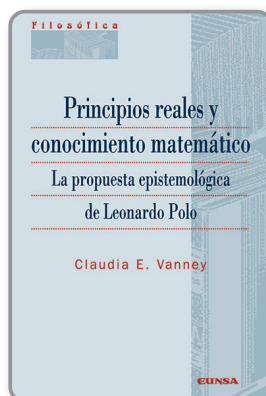 Filosófica
Principios reales y
conocimiento matemático
La propuesta epistemológica
de Leonardo Polo
Claudia E. Vanney
EUNSA